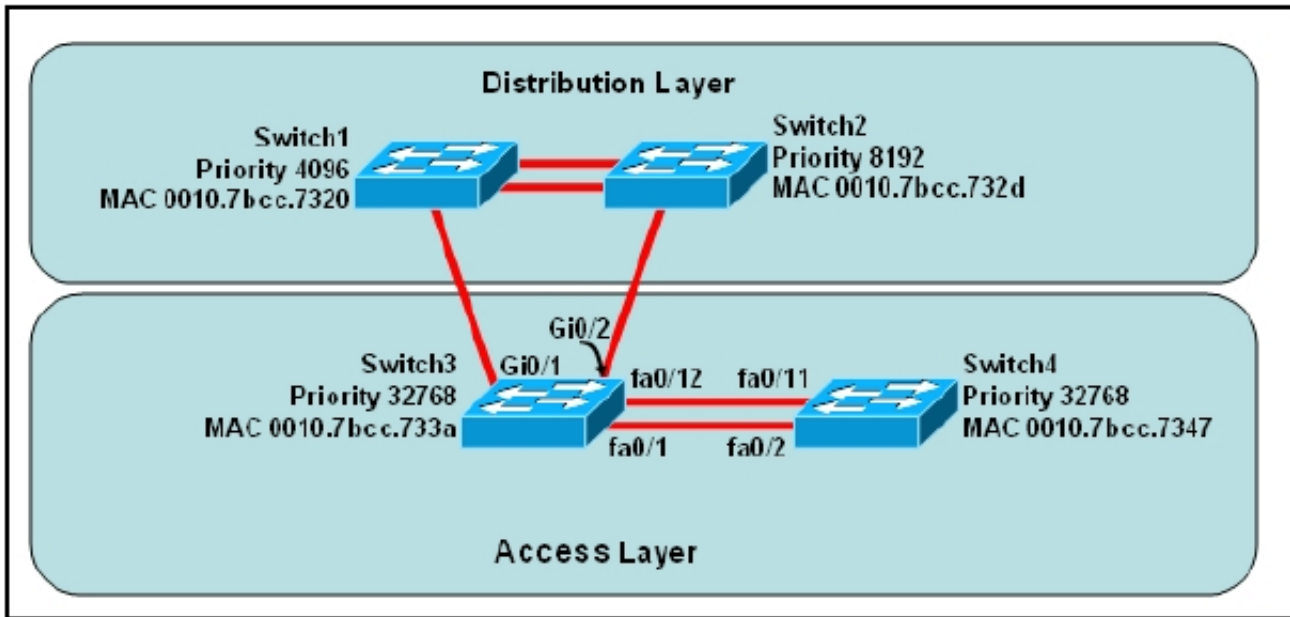 Distribution Layer
Switch1
Priority 4096
MAC 0010.7bcc.7320
Switch2
Priority 8192
MAC 0010.7bcc.732d
Gi0/2
Switch3
Priority 32768
MAC 0010.7bcc.733a
Gi0/1
fa0/12
fa0/11
fa0/1
fa0/2
Switch4
Priority 32768
MAC 0010.7bcc.7347
Access Layer